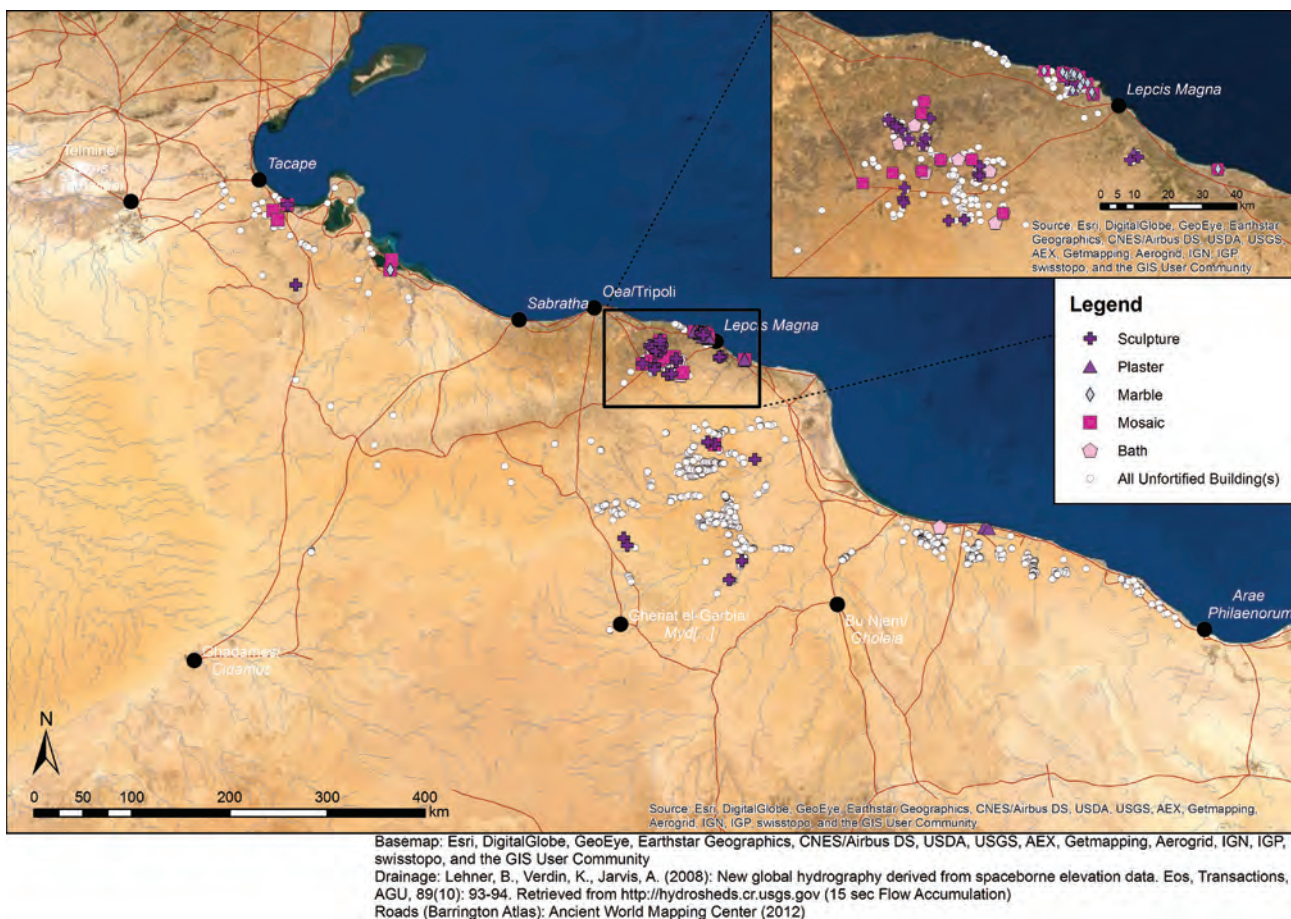 Telmine/
Tacape
Sabratha
Oea/Tripoli
Lepcis Magna
Gheriat el-Garbia/
Myd[...]
Bu Njem/
Gholaia
Ghadames/
Cidamus
Arae
Philaenorum
N
0 50 100 200 300 400
km
Source: Esri, DigitalGlobe, GeoEye, Earthstar Geographics, CNES/Airbus DS, USDA, USGS, AEX, Getmapping,
Aerogrid, IGN, IGP, swisstopo, and the GIS User Community
Lepcis Magna
0 5 10 20 30 40
km
Source: Esri, DigitalGlobe, GeoEye, Earthstar
Geographics, CNES/Airbus DS, USDA, USGS,
AEX, Getmapping, Aerogrid, IGN, IGP,
swisstopo, and the GIS User Community
Legend
Sculpture
Plaster
Marble
Mosaic
Bath
All Unfortified Building(s)
Basemap: Esri, DigitalGlobe, GeoEye, Earthstar Geographics, CNES/Airbus DS, USDA, USGS, AEX, Getmapping, Aerogrid, IGN, IGP,
swisstopo, and the GIS User Community
Drainage: Lehner, B., Verdin, K., Jarvis, A. (2008): New global hydrography derived from spaceborne elevation data. Eos, Transactions,
AGU, 89(10): 93-94. Retrieved from http://hydrosheds.cr.usgs.gov (15 sec Flow Accumulation)
Roads (Barrington Atlas): Ancient World Mapping Center (2012)